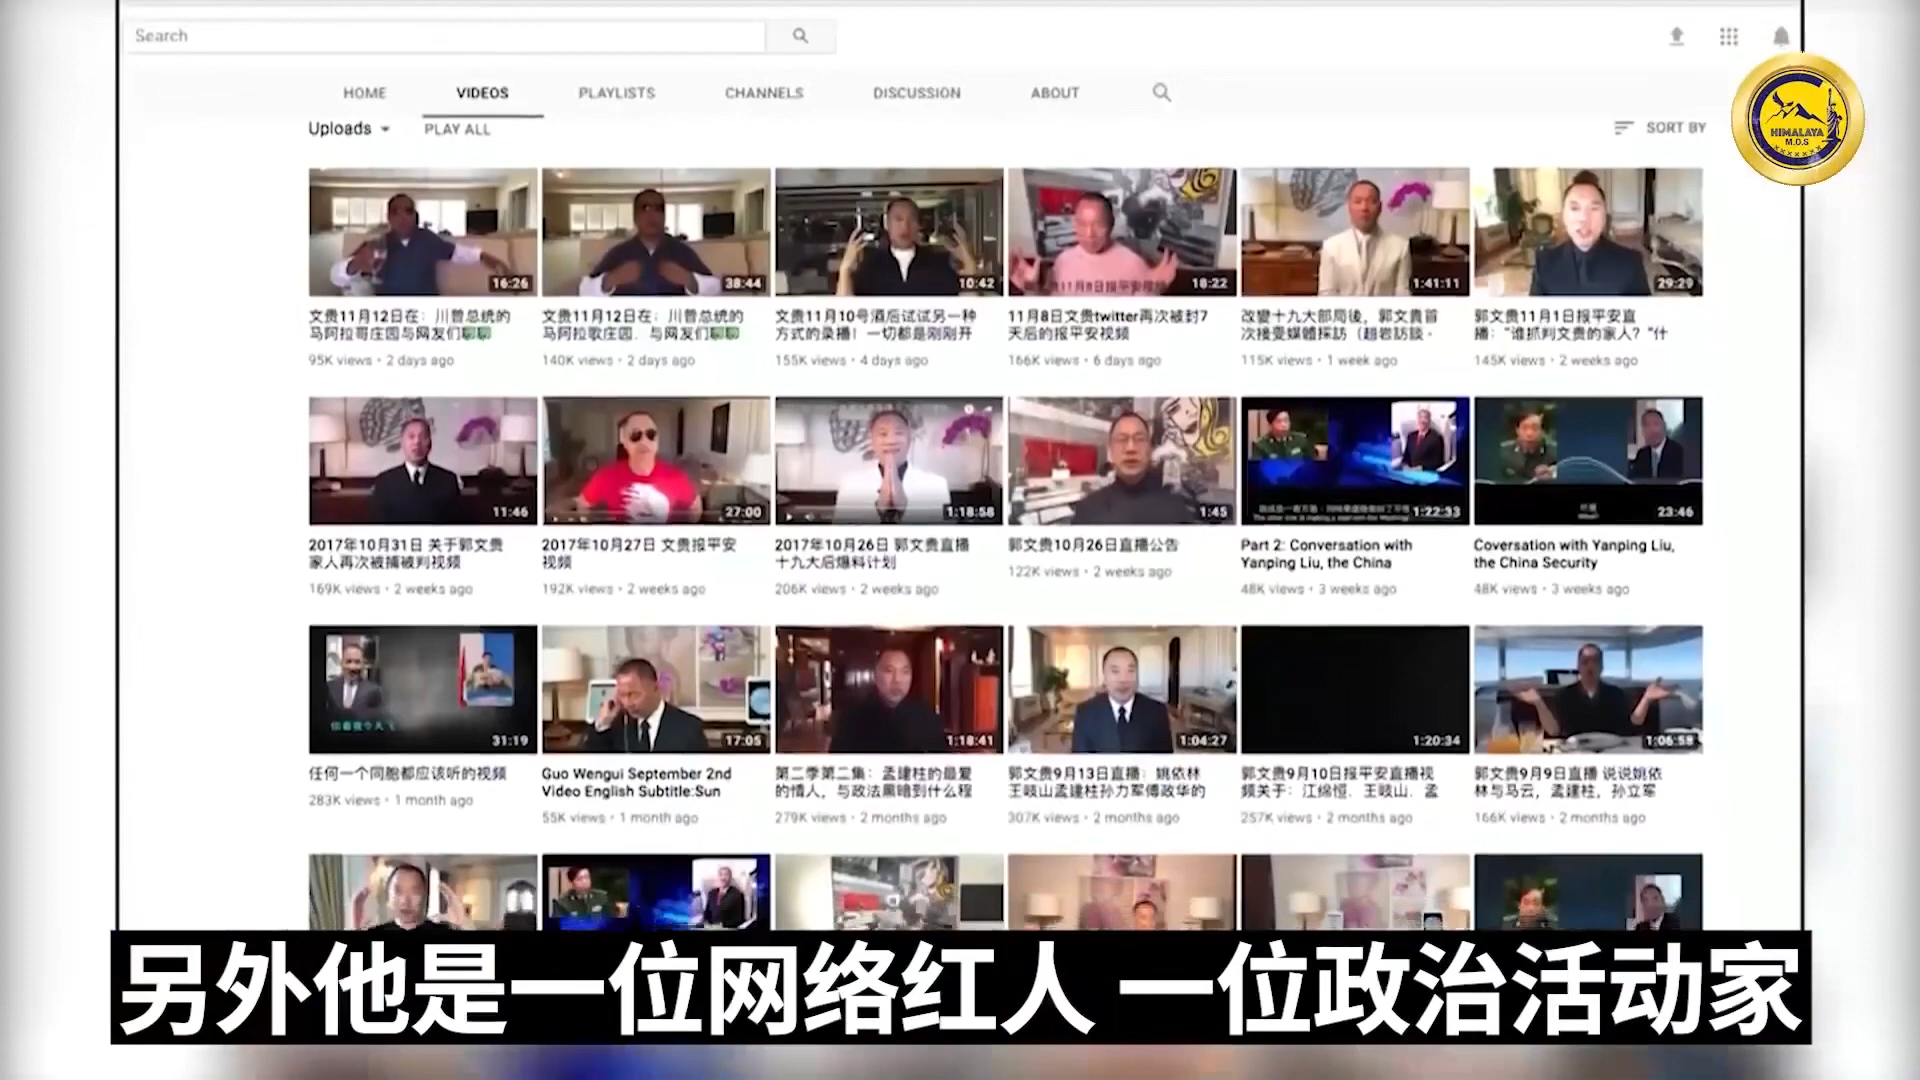 Search
HIMALAYA
M.O.S
HOME VIDEOS PLAYLISTS CHANNELS DISCUSSION ABOUT
Uploads PLAY ALL SORT BY
16:26 38:44 10:42 18:22 1:41:11 29:29
文贵11月12日在：川普总统的
马阿拉哥庄园与网友们聊聊
95K views • 2 days ago
文贵11月12日在：川普总统的
马阿拉歌庄园．与网友们聊聊
140K views • 2 days ago
文贵11月10号酒后试试另一种
方式的录播！一切都是刚刚开
155K views • 4 days ago
11月8日文贵twitter再次被封7
天后的报平安视频
166K views • 6 days ago
改變十九大部局後，郭文貴首
次接受媒體採訪（趙岩訪談・
115K views • 1 week ago
郭文贵11月1日报平安直
播：“谁抓判文贵的家人？”什
145K views • 2 weeks ago
11:46 27:00 1:18:58 1:45 1:22:33 23:46
2017年10月31日 关于郭文贵
家人再次被捕被判视频
169K views • 2 weeks ago
2017年10月27日 文贵报平安
视频
192K views • 2 weeks ago
2017年10月26日 郭文贵直播
十九大后爆料计划
206K views • 2 weeks ago
郭文贵10月26日直播公告
122K views • 2 weeks ago
Part 2: Conversation with
Yanping Liu, the China
48K views • 3 weeks ago
Coversation with Yanping Liu,
the China Security
48K views • 3 weeks ago
31:19 17:05 1:18:41 1:04:27 1:20:34 1:06:58
任何一个同胞都应该听的视频
283K views • 1 month ago
Guo Wengui September 2nd
Video English Subtitle:Sun
55K views • 1 month ago
第二季第二集：孟建柱的最爱
的情人，与政法黑暗到什么程
279K views • 2 months ago
郭文贵9月13日直播：姚依林
王岐山孟建柱孙力军傅政华的
307K views • 2 months ago
郭文贵9月10日报平安直播视
频关于：江绵恒．王岐山．孟
257K views • 2 months ago
郭文贵9月9日直播 说说姚依
林与马云，孟建柱，孙立军
166K views • 2 months ago
另外他是一位网络红人 一位政治活动家